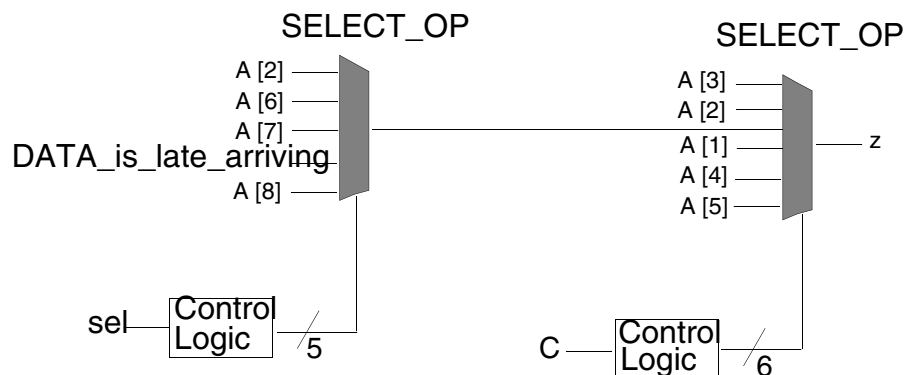 SELECT_OP
A [2]
A [6]
A [7]
DATA_is_late_arriving
A [8]
sel
Control
Logic
5
SELECT_OP
A [3]
A [2]
A [1]
A [4]
A [5]
z
C
Control
Logic
6